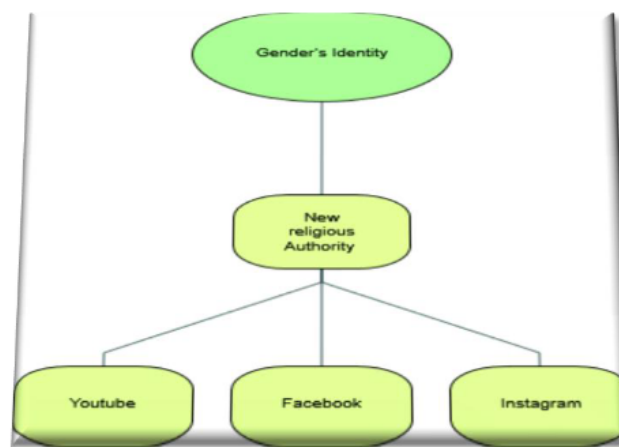 Gender's Identity
New
religious
Authority
Youtube
Facebook
Instagram